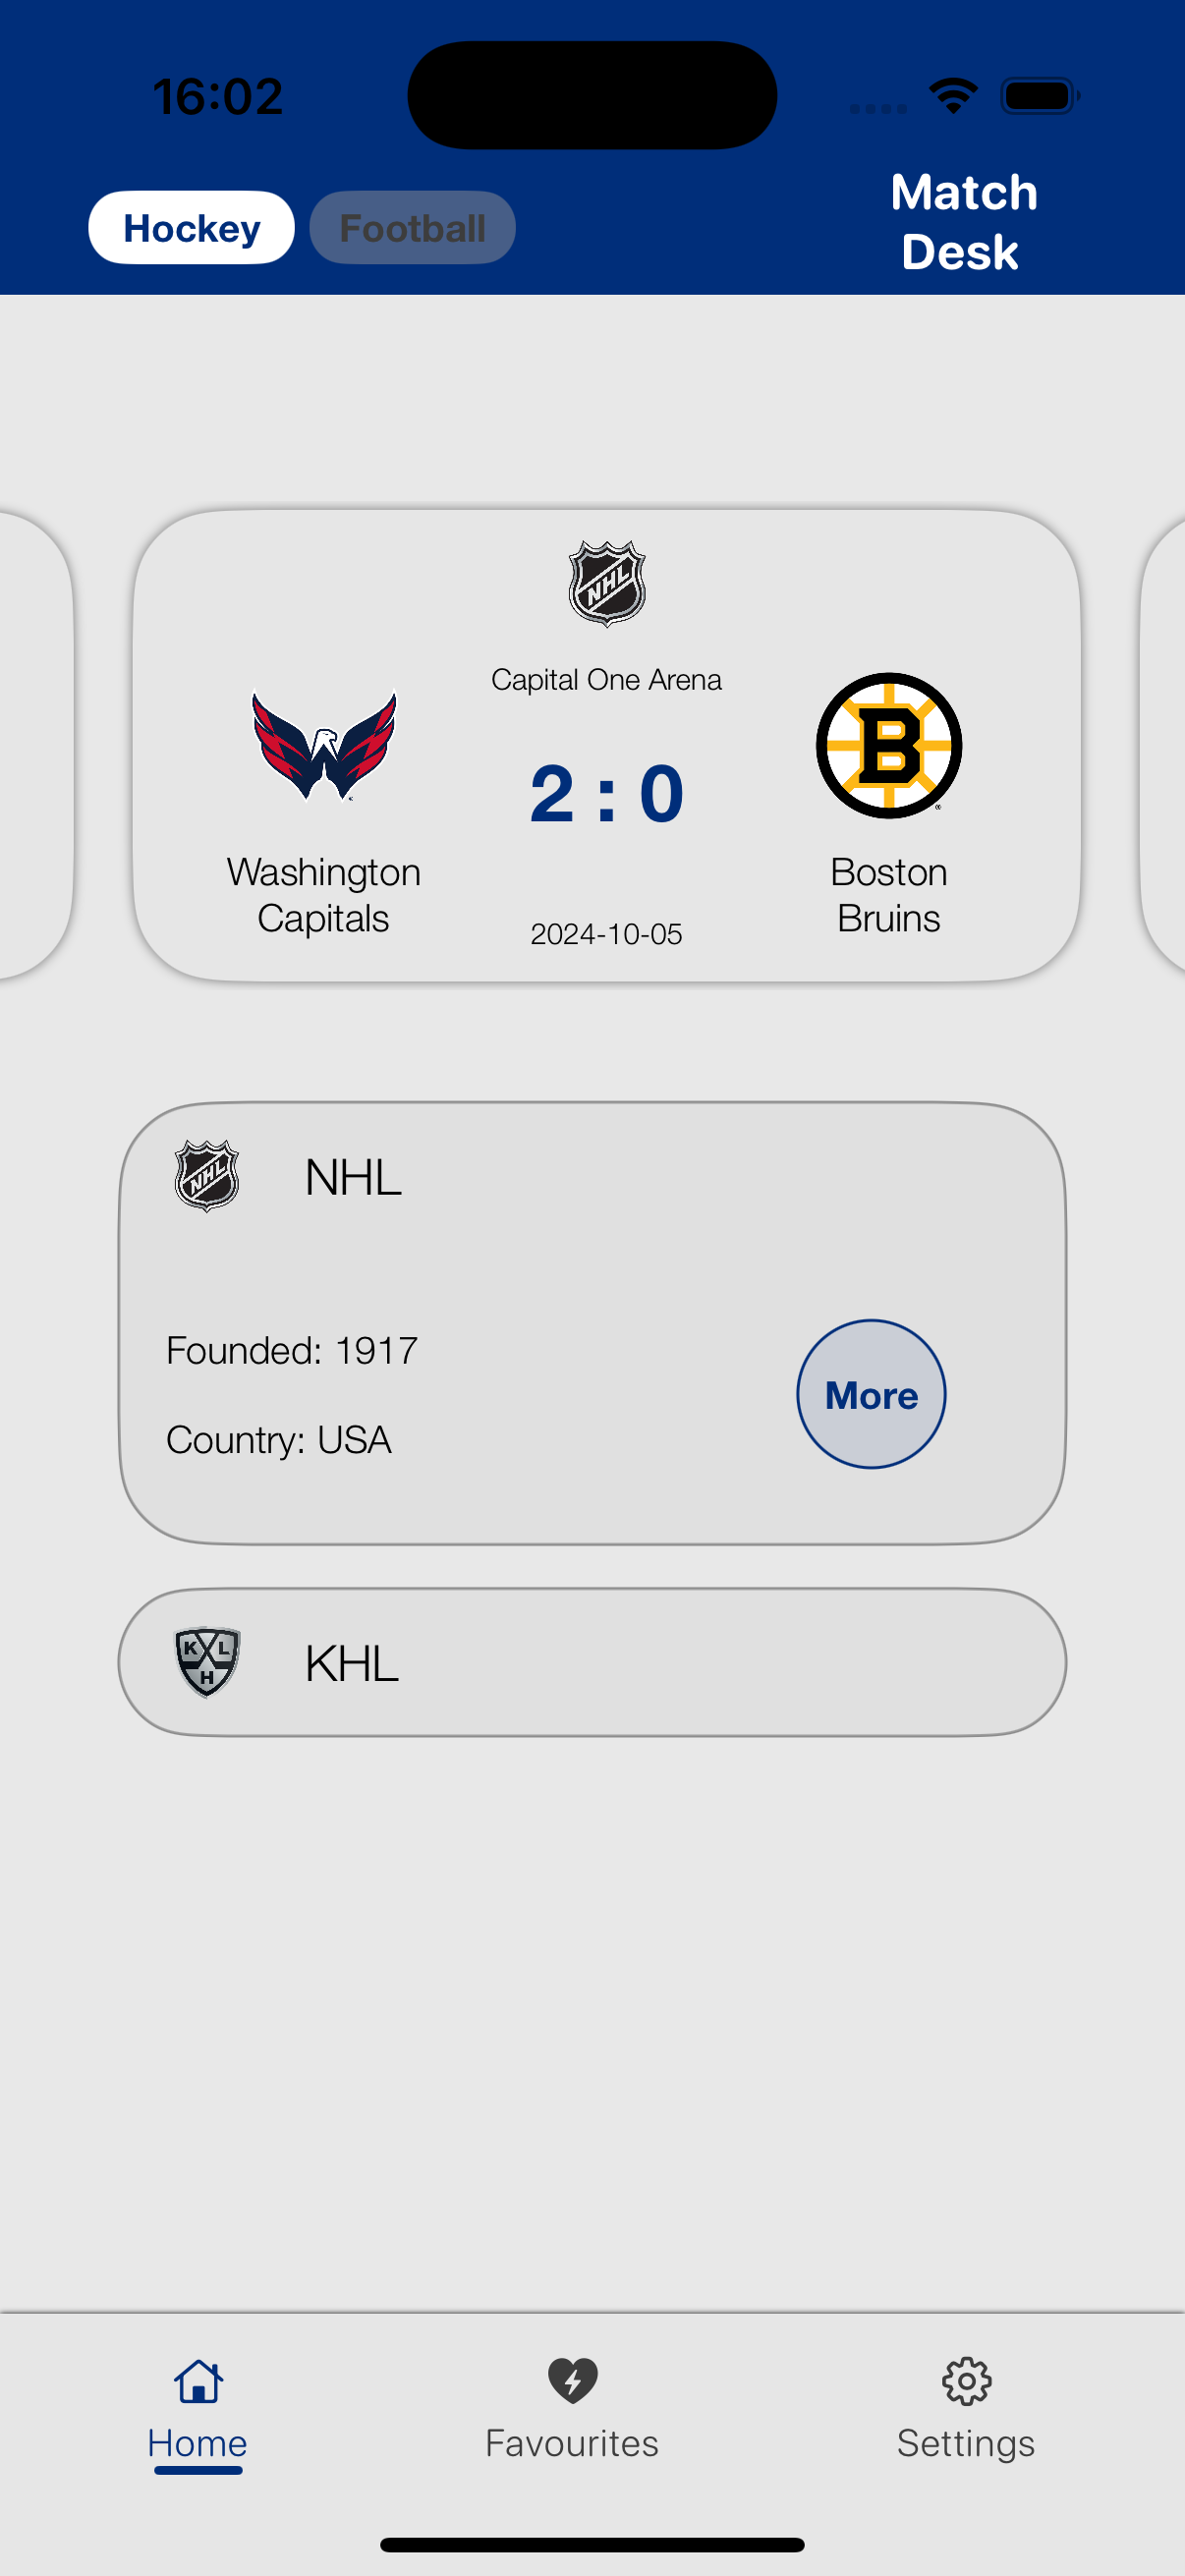 16:02
Hockey
Football
Match
Desk
NHL
Capital One Arena
2 : 0
Washington
Capitals
B
Boston
Bruins
2024-10-05
NHL
NHL
Founded: 1917
Country: USA
More
K L
H
KHL
Home
Favourites
Settings